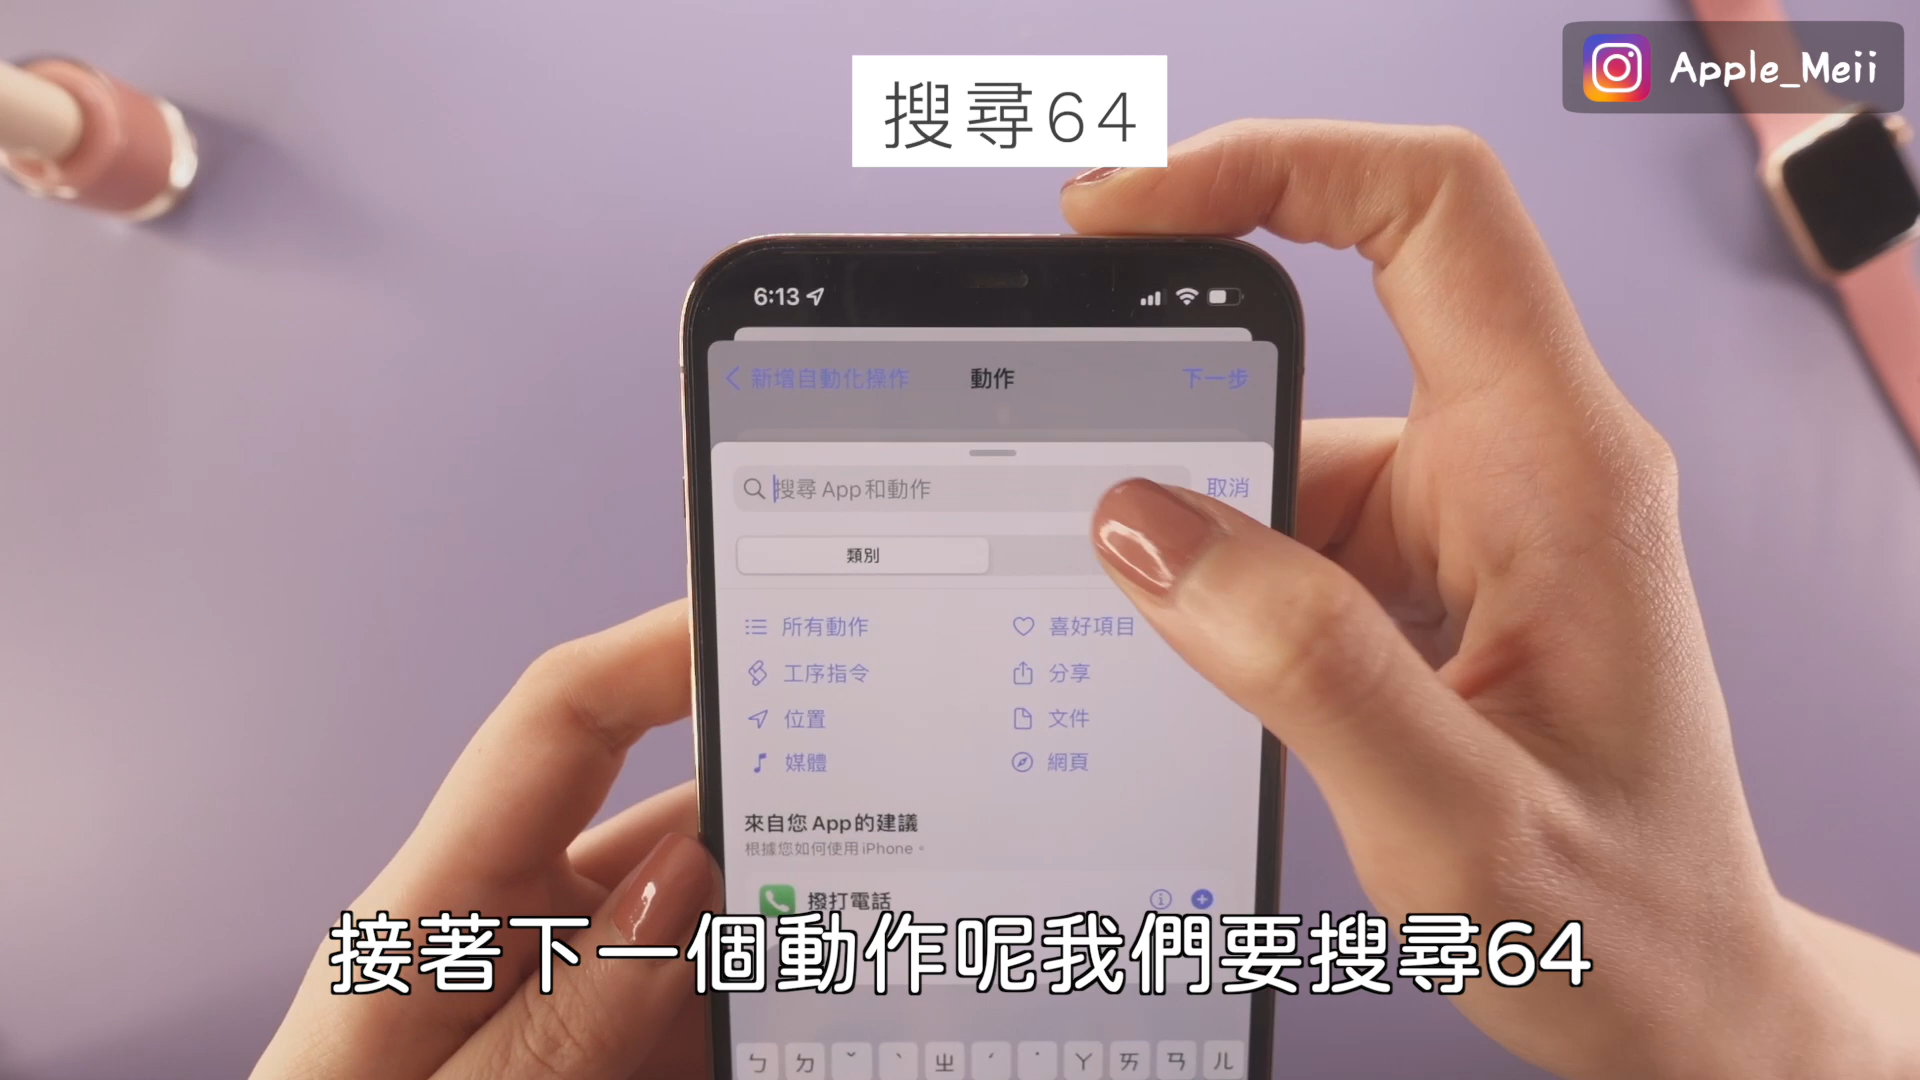 Apple_Meii
搜尋64
6:13
新增自動化操作 動作 下一步
搜尋 App 和動作 取消
類別
所有動作 喜好項目
工序指令 分享
位置 文件
媒體 網頁
來自您 App 的建議
根據您如何使用 iPhone。
撥打電話
接著下一個動作呢我們要搜尋64
ㄅ ㄉ ˇ ˋ ㄓ ˊ ˙ ㄚ ㄞ ㄢ ㄦ